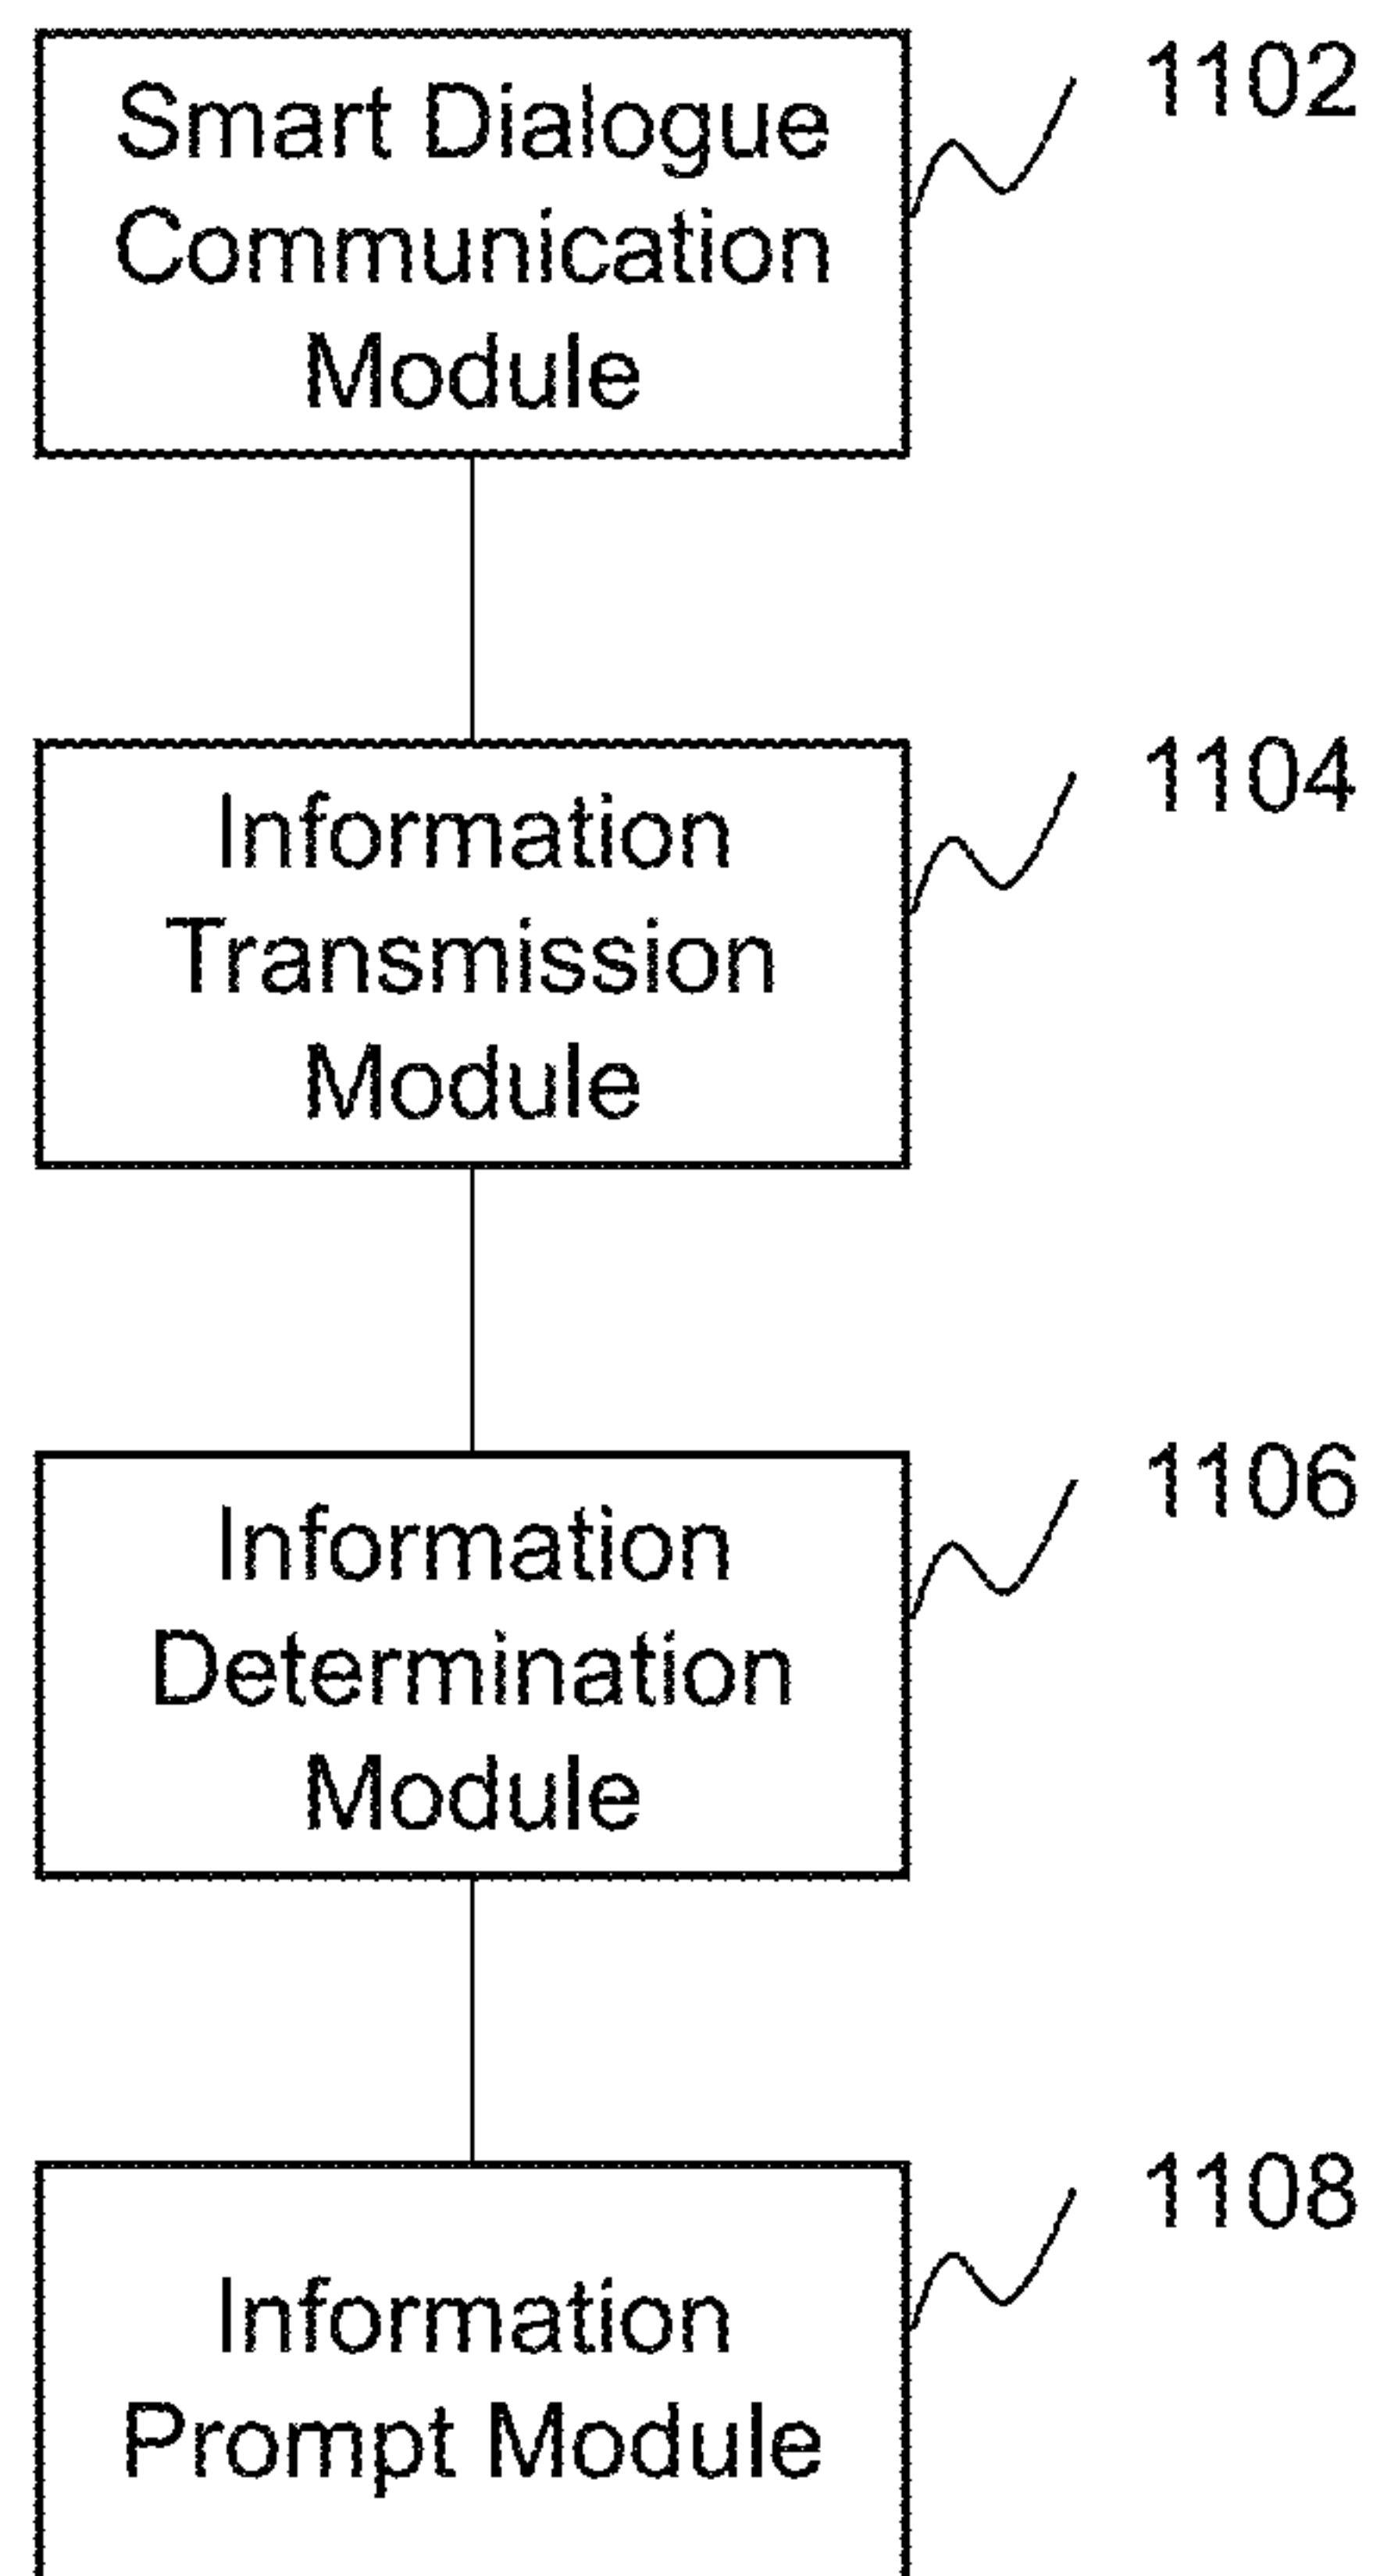 Smart Dialogue
Communication
Module
1102
Information
Transmission
Module
1104
Information
Determination
Module
1106
Information
Prompt Module
1108